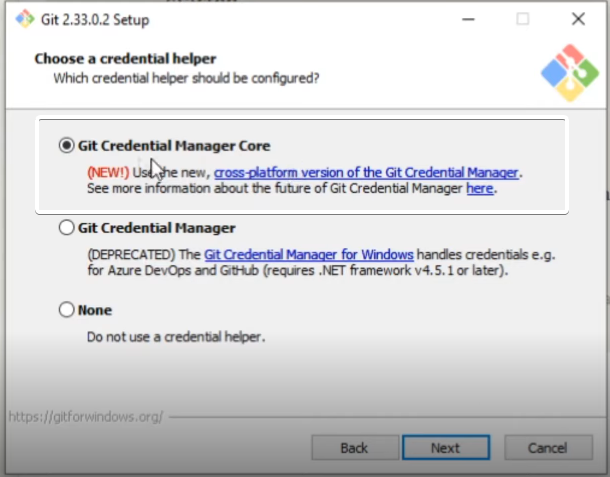 Git 2.33.0.2 Setup
Choose a credential helper
Which credential helper should be configured?
Git Credential Manager Core
(NEW!) Use the new, cross-platform version of the Git Credential Manager.
See more information about the future of Git Credential Manager here.
Git Credential Manager
(DEPRECATED) The Git Credential Manager for Windows handles credentials e.g.
for Azure DevOps and GitHub (requires .NET framework v4.5.1 or later).
None
Do not use a credential helper.
https://gitforwindows.org/
Back
Next
Cancel